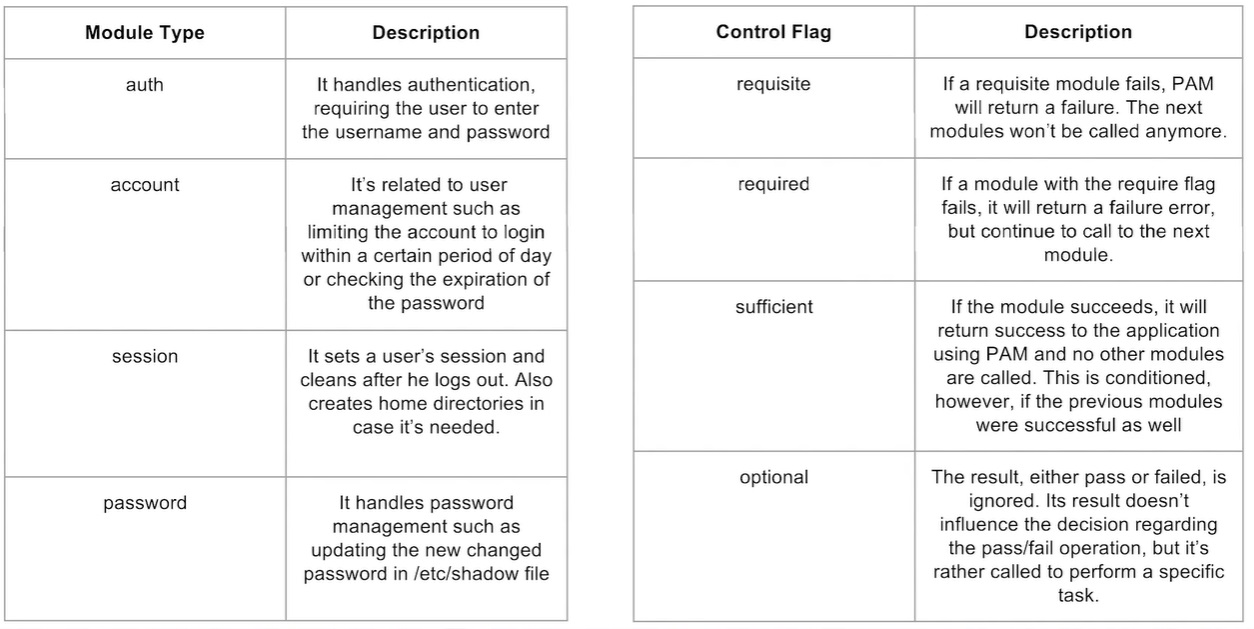 Module Type
Description
auth
It handles authentication,
requiring the user to enter
the username and password
account
It's related to user
management such as
limiting the account to login
within a certain period of day
or checking the expiration of
the password
session
It sets a user's session and
cleans after he logs out. Also
creates home directories in
case it's needed.
password
It handles password
management such as
updating the new changed
password in /etc/shadow file
Control Flag
Description
requisite
If a requisite module fails, PAM
will return a failure. The next
modules won't be called anymore.
required
If a module with the require flag
fails, it will return a failure error,
but continue to call to the next
module.
sufficient
If the module succeeds, it will
return success to the application
using PAM and no other modules
are called. This is conditioned,
however, if the previous modules
were successful as well
optional
The result, either pass or failed, is
ignored. Its result doesn't
influence the decision regarding
the pass/fail operation, but it's
rather called to perform a specific
task.